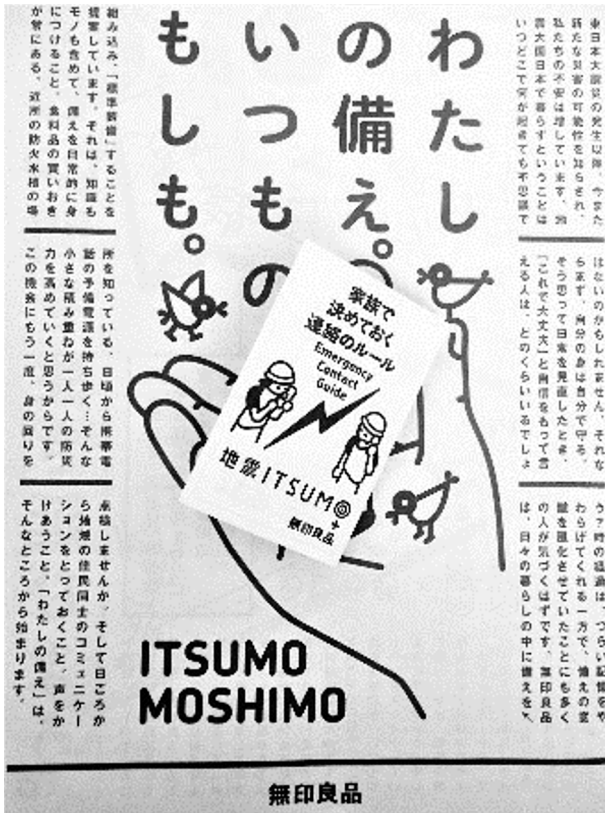 わたし
の備え。
いつもの
もしも。
東日本大震災の発生以降、今また
新たな災害の可能性を知らされ、
私たちの不安は増しています。地
震大国日本で暮らすということは
いつどこで何が起きても不思議で
はないのかもしれません。それな
らまず、自分の身は自分で守る。
そう思って日常を見直したとき、
「これで大丈夫」と自信をもって言
える人は、どのくらいいるでしょ
う?時の経過は、つらい記憶をや
わらげてくれる一方で、備えの意
識を風化させていたことにも多く
の人が気づくはずです。無印良品
は、日々の暮らしの中に備えを
組み込み、「標準装備」することを
提案しています。それは、知識も
モノも含めて、備えを日常的に身
につけること。食料品の買いおき
が常にある。近所の防火水槽の場
所を知っている。日頃から携帯電
話の予備電源を持ち歩く…そんな
小さな積み重ねが一人一人の防災
力を高めていくと思うからです。
この機会にもう一度、身の回りを
点検しませんか。そして日ごろか
ら地域の住民同士のコミュニケー
ションをとっておくこと、声をか
けあうこと。「わたしの備え」は、
そんなところから始まります。
家族で
決めておく
連絡のルール
Emergency
Contact
Guide
地震ITSUMO
+
無印良品
ITSUMO
MOSHIMO
無印良品